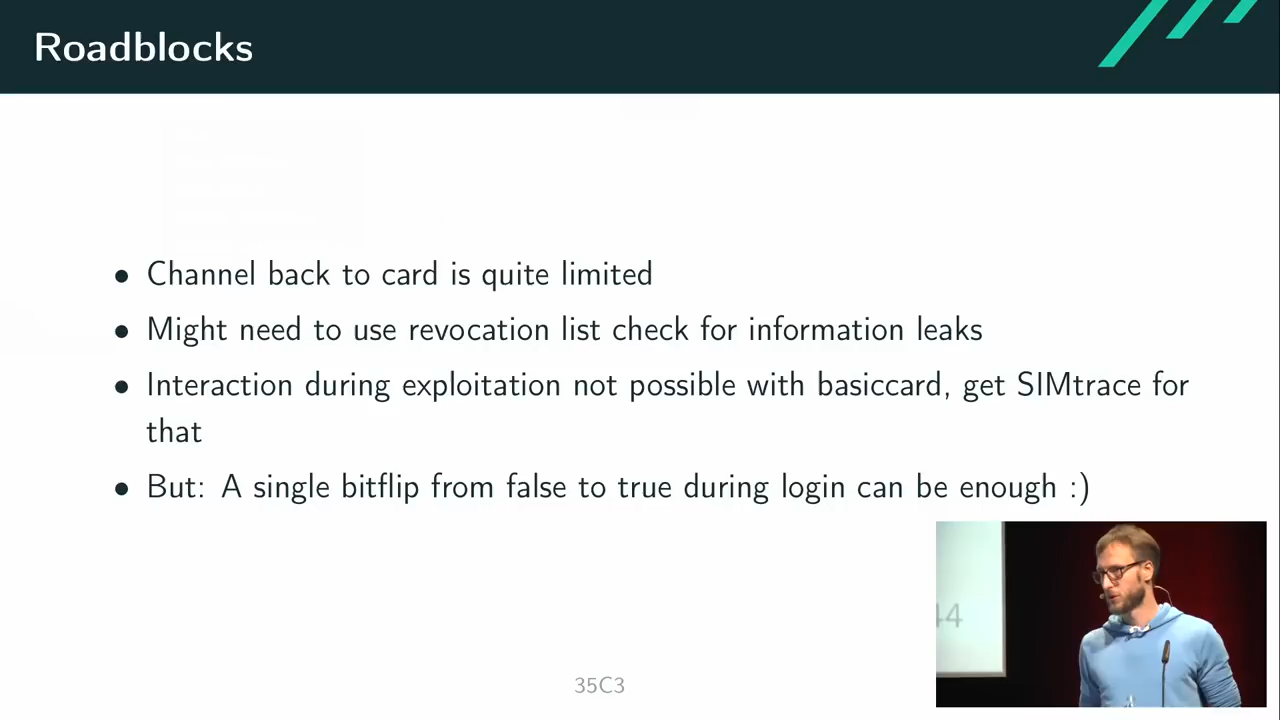 Roadblocks
• Channel back to card is quite limited
• Might need to use revocation list check for information leaks
• Interaction during exploitation not possible with basiccard, get SIMtrace for
that
• But: A single bitflip from false to true during login can be enough :)
44
35C3